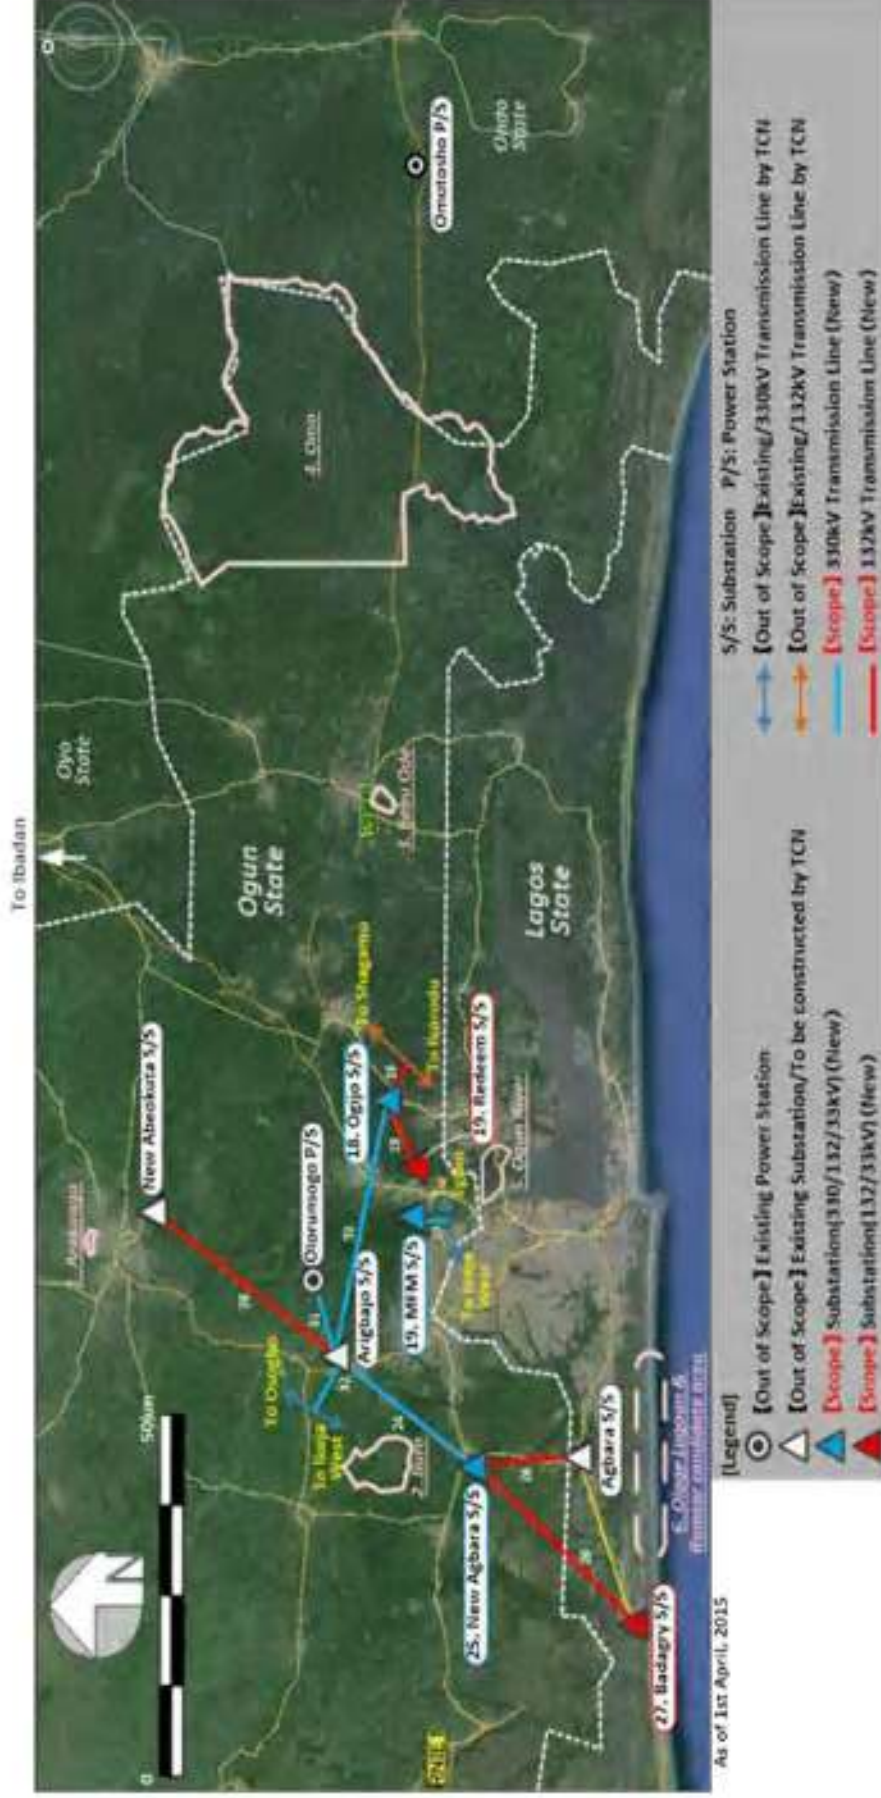 To Ibadan
Oyo
State
New Abeokuta S/S
Ogun
State
Olorunsogo P/S
Arigbajo S/S
18. Ogijo S/S
19. MFM S/S
19. Redeem S/S
To Osogbo
To Ikeja
West
To Shagamo
To Ikorodu
Lagos
State
4. Ono
Omotosho P/S
Ondo
State
25. New Agbara S/S
Agbara S/S
27. Badagry S/S
0
50km
As of 1st April, 2015
[Legend]
S/S: Substation P/S: Power Station
[Out of Scope] Existing Power Station
[Out of Scope] Existing Substation/To be constructed by TCN
[Scope] Substation(330/132/33kV) (New)
[Scope] Substation(132/33kV) (New)
[Out of Scope] Existing/330kV Transmission Line by TCN
[Out of Scope] Existing/132kV Transmission Line by TCN
[Scope] 330kV Transmission Line (New)
[Scope] 132kV Transmission Line (New)